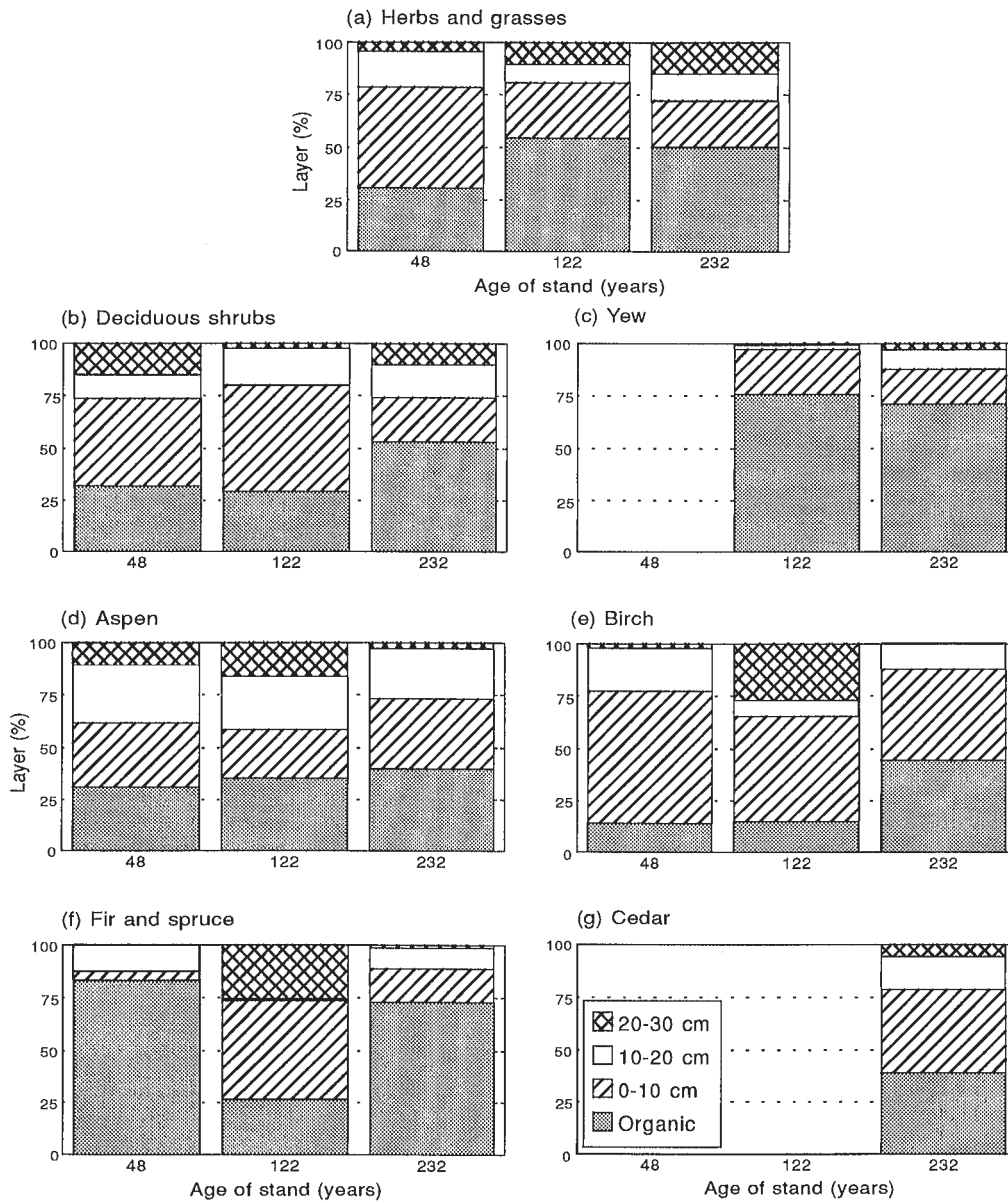 (a) Herbs and grasses
100
75
50
25
0
Layer (%)
48 122 232
Age of stand (years)
(b) Deciduous shrubs
100
75
50
25
0
48 122 232
(c) Yew
100
75
50
25
0
48 122 232
(d) Aspen
100
75
50
25
0
Layer (%)
48 122 232
(e) Birch
100
75
50
25
0
48 122 232
(f) Fir and spruce
100
75
50
25
0
48 122 232
Age of stand (years)
(g) Cedar
100
75
50
25
0
20-30 cm
10-20 cm
0-10 cm
Organic
48 122 232
Age of stand (years)